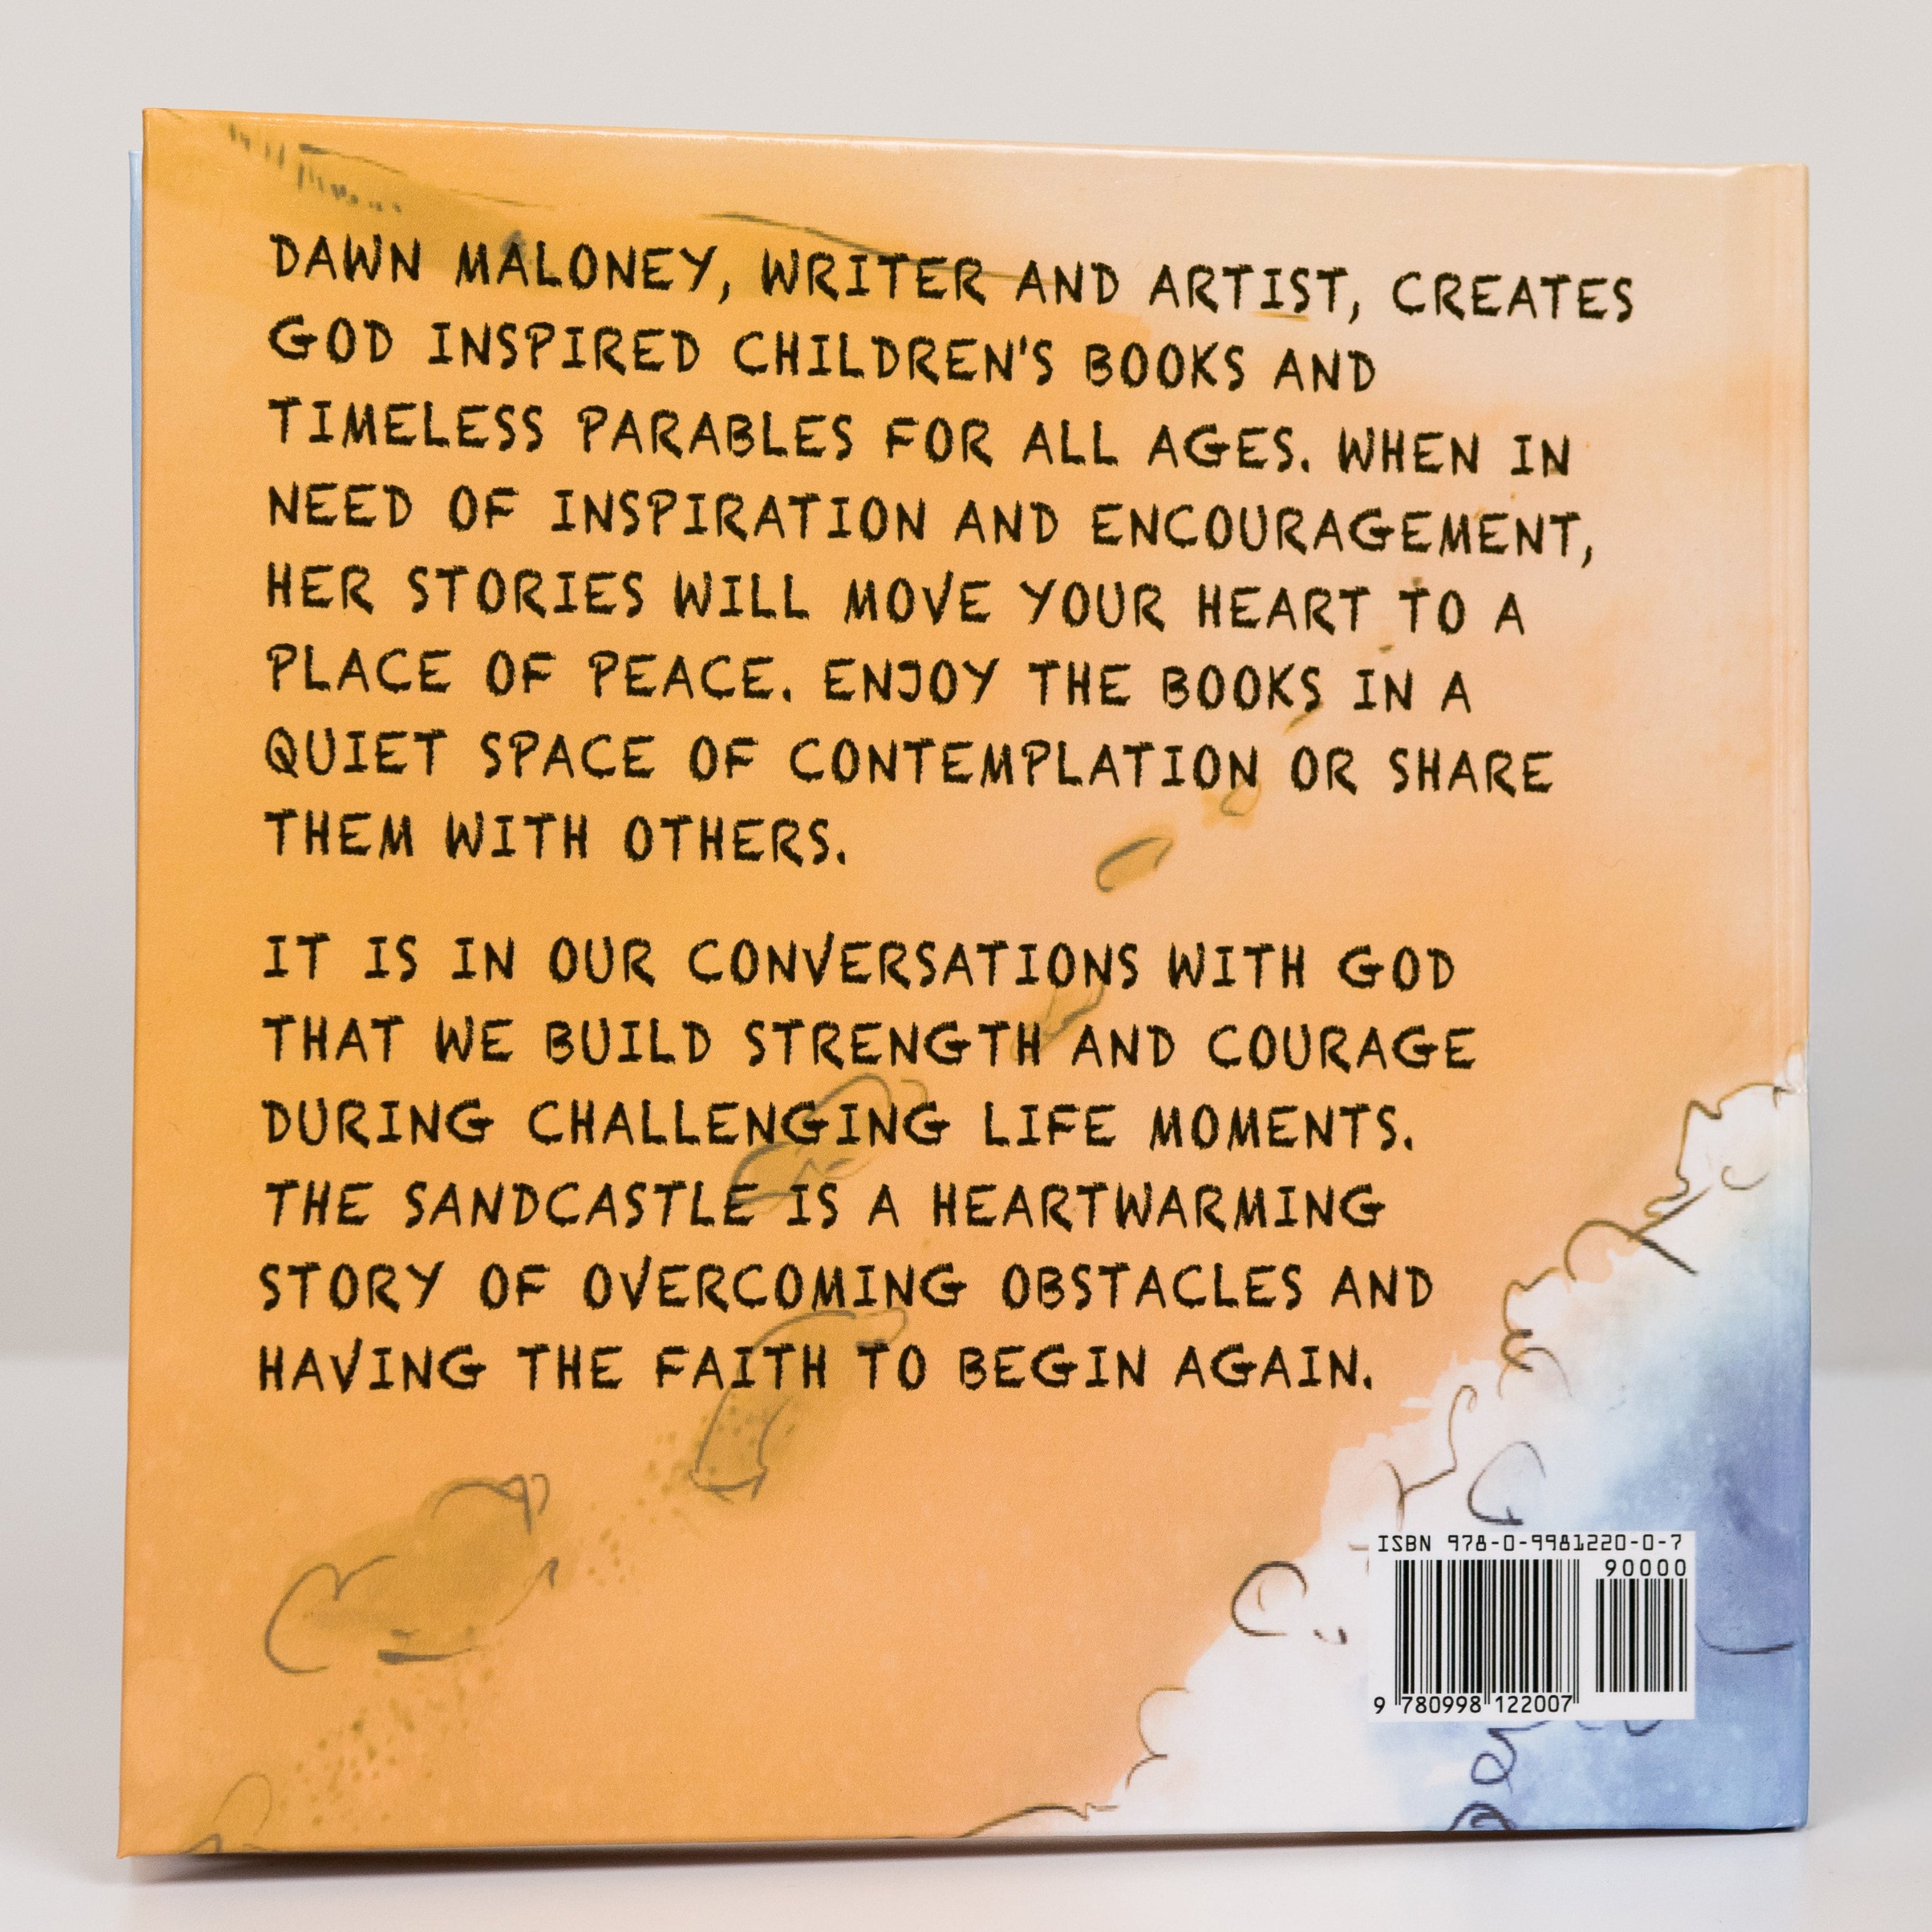 DAWN MALONEY, WRITER AND ARTIST, CREATES
GOD INSPIRED CHILDREN'S BOOKS AND
TIMELESS PARABLES FOR ALL AGES. WHEN IN
NEED OF INSPIRATION AND ENCOURAGEMENT,
HER STORIES WILL MOVE YOUR HEART TO A
PLACE OF PEACE. ENJOY THE BOOKS IN A
QUIET SPACE OF CONTEMPLATION OR SHARE
THEM WITH OTHERS.
IT IS IN OUR CONVERSATIONS WITH GOD
THAT WE BUILD STRENGTH AND COURAGE
DURING CHALLENGING LIFE MOMENTS.
THE SANDCASTLE IS A HEARTWARMING
STORY OF OVERCOMING OBSTACLES AND
HAVING THE FAITH TO BEGIN AGAIN.
ISBN 978-0-9981220-0-7
90000
9 780998 122007